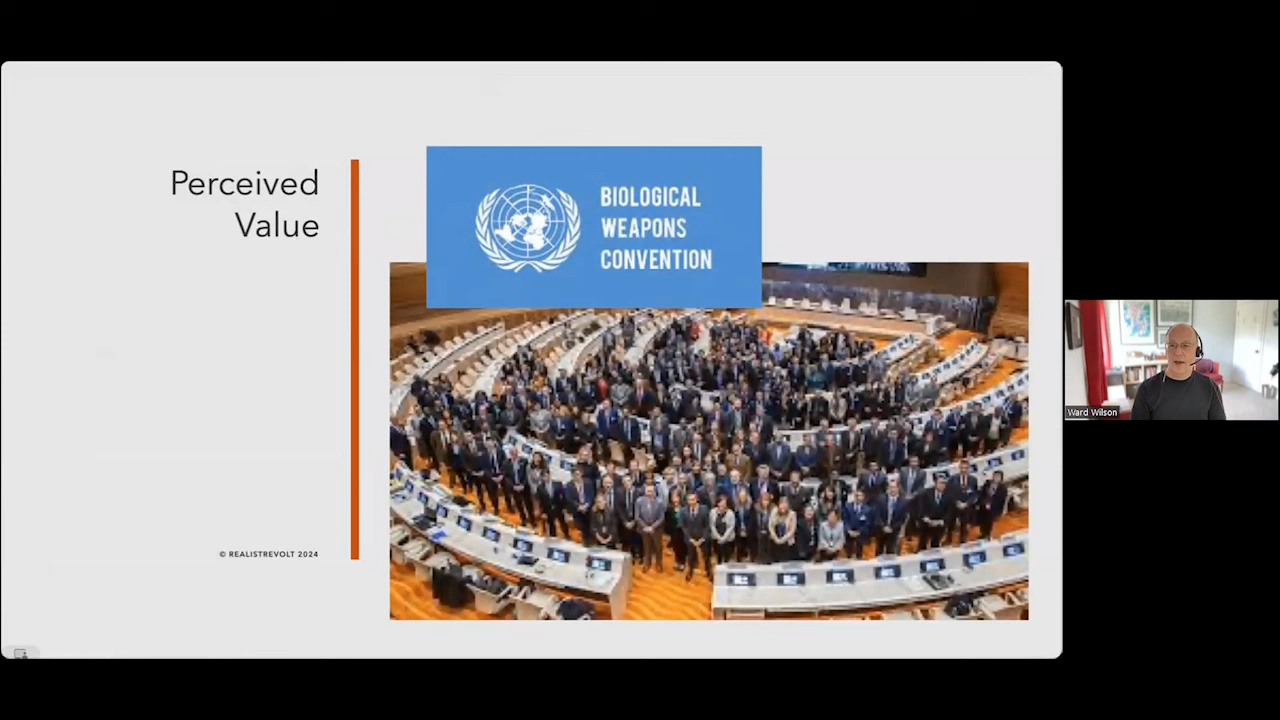 Perceived
Value
BIOLOGICAL
WEAPONS
CONVENTION
© REALISTREVOLT 2024
Ward Wilson